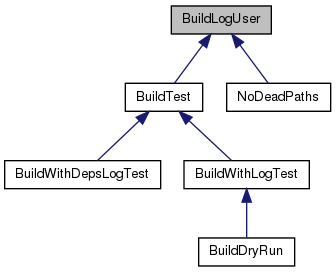 BuildLogUser
BuildTest
NoDeadPaths
BuildWithDepsLogTest
BuildWithLogTest
BuildDryRun